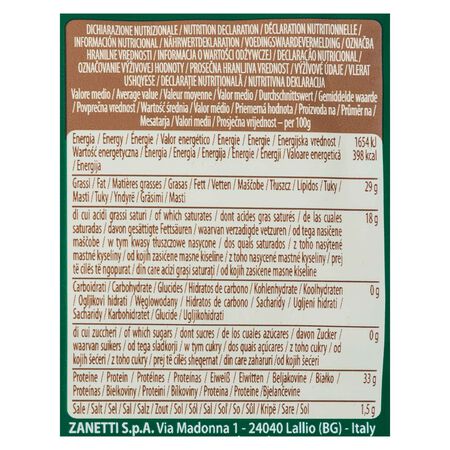 DICHIARAZIONE NUTRIZIONALE / NUTRITION DECLARATION / DÉCLARATION NUTRITIONNELLE /
INFORMACIÓN NUTRICIONAL / NÄHRWERTDEKLARATION / VOEDINGSWAARDEVERMELDING / OZNAČBA
HRANILNE VREDNOSTI / INFORMACJA O WARTOŚCI ODŻYWCZEJ / DECLARAÇÃO NUTRICIONAL /
OZNAČOVANIE VÝŽIVOVEJ HODNOTY / PROSEČNA HRANLJIVA VREDNOST / VÝŽIVOVÉ ÚDAJE / VLERAT
USHQYESE / DECLARAȚIE NUTRIȚIONALĂ / NUTRITIVNA DEKLARACIJA
Valore medio / Average value / Valeur moyenne / Valor medio / Durchschnittswert / Gemiddelde waarde
/ Povprečna vrednost / Wartość średnia / Valor médio / Priemerná hodnota / Proizvoda na / Průměr na /
Mesatarja / Valori medii / Prosječna vrijednost – per 100g
Energia / Energy / Énergie / Valor energético / Energie / Energie / Energijska vrednost / 1654 kJ
Wartość energetyczna / Energia / Energia / Energija / Energie / Energji / Valoare energetică 398 kcal
/ Energija
Grassi / Fat / Matières grasses / Grasas / Fett / Vetten / Maščobe / Tłuszcz / Lípidos / Tuky / 29 g
Masti / Tuky / Yndyrë / Grăsimi / Masti
di cui acidi grassi saturi / of which saturates / dont acides gras saturés / de las cuales 18 g
saturadas / davon gesättigte Fettsäuren / waarvan verzadigde vetzuren / od tega nasičene
maščobe / w tym kwasy tłuszczowe nasycone / dos quais saturados / z toho nasýtené
mastné kyseliny / od kojih zasićene masne kiseline / z toho nasycené mastné kyseliny / prej
të cilës të ngopurat / din care acizi grași saturați / od kojih zasićene masne kiseline
Carboidrati / Carbohydrate / Glucides / Hidratos de carbono / Kohlenhydrate / Koolhydraten 0 g
/ Ogljikovi hidrati / Węglowodany / Hidratos de carbono / Sacharidy / Ugljeni hidrati /
Sacharidy / Karbohidratet / Glucide / Ugljikohidrati
di cui zuccheri / of which sugars / dont sucres / de los cuales azúcares / davon Zucker / 0 g
waarvan suikers / od tega sladkorji / w tym cukry / dos quais açúcares / z toho cukry / od
kojih šećeri / z toho cukry / prej të cilës sheqernat / din care zaharuri /od kojih šećeri
Proteine / Protein / Protéines / Proteínas / Eiweiß / Eiwitten / Beljakovine / Białko / 33 g
Proteínas / Bielkoviny / Proteini / Bílkoviny / Proteina / Proteine /Bjelančevine
Sale / Salt / Sel / Sal / Salz / Zout / Sol / Sól / Sal / Soľ / So / Sůl / Kripë / Sare / Sol / 1,5 g
ZANETTI S.p.A. Via Madonna 1 - 24040 Lallio (BG) - Italy